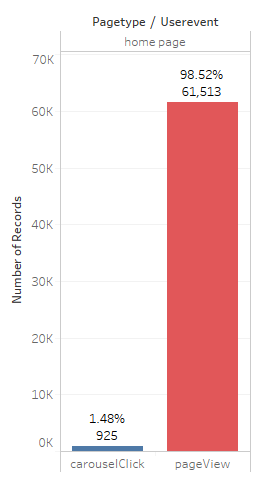 Pagetype / Userevent
home page
70K
98.52%
61,513
60K
50K
40K
Number of Records
30K
20K
10K
1.48%
925
0K
carouselClick
pageView